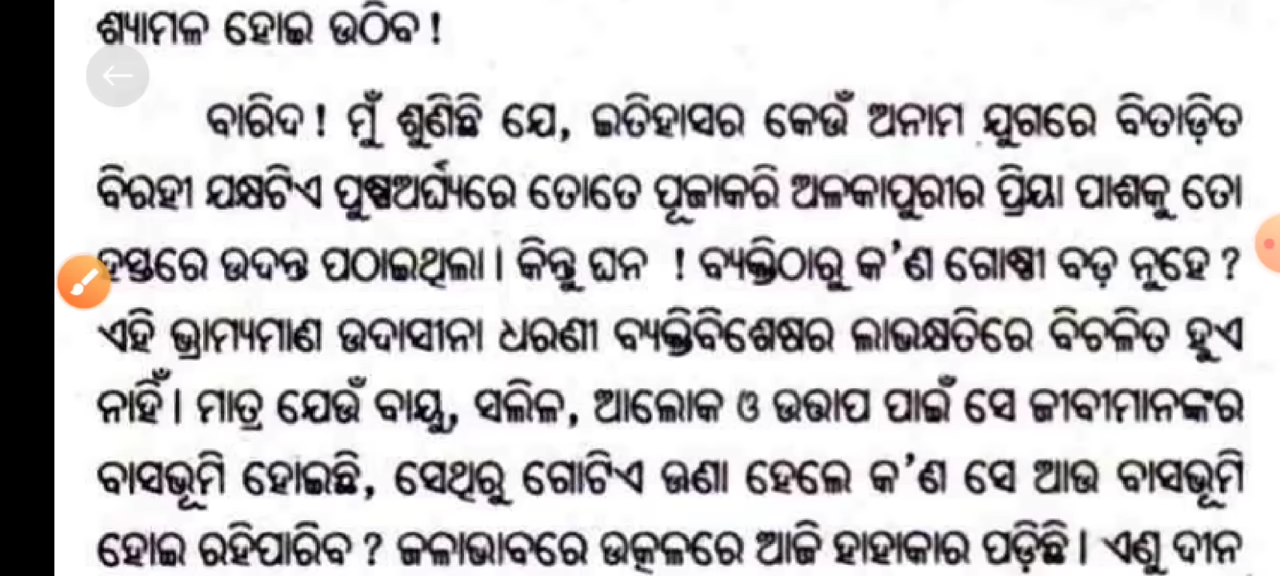 ଶ୍ୟାମଳ ହୋଇ ଉଠିବ !
ବାରିଦ ! ମୁଁ ଶୁଣିଛି ଯେ, ଇତିହାସର କେଉଁ ଅନାମ ଯୁଗରେ ବିତାଡ଼ିତ
ବିରହୀ ଯକ୍ଷଟିଏ ପୁଷ୍ପଅର୍ଘ୍ୟରେ ତୋତେ ପୂଜାକରି ଅଳକାପୁରୀର ପ୍ରିୟା ପାଶକୁ ତୋ
ହସ୍ତରେ ଉଦନ୍ତ ପଠାଇଥିଲା । କିନ୍ତୁ ଘନ ! ବ୍ୟକ୍ତିଠାରୁ କ'ଣ ଗୋଷ୍ଠୀ ବଡ଼ ନୁହେ ?
ଏହି ଭ୍ରାମ୍ୟମାଣ ଉଦାସୀନା ଧରଣୀ ବ୍ୟକ୍ତିବିଶେଷର ଲାଭକ୍ଷତିରେ ବିଚଳିତ ହୁଏ
ନାହିଁ । ମାତ୍ର ଯେଉଁ ବାୟୁ, ସଲିଳ, ଆଲୋକ ଓ ଉତ୍ତାପ ପାଇଁ ସେ ଜୀବୀମାନଙ୍କର
ବାସଭୂମି ହୋଇଛି, ସେଥିରୁ ଗୋଟିଏ ଊଣା ହେଲେ କ'ଣ ସେ ଆଉ ବାସଭୂମି
ହୋଇ ରହିପାରିବ ? ଜଳାଭାବରେ ଉତ୍କଳରେ ଆଜି ହାହାକାର ପଡ଼ିଛି । ଏଣୁ ଦୀନ